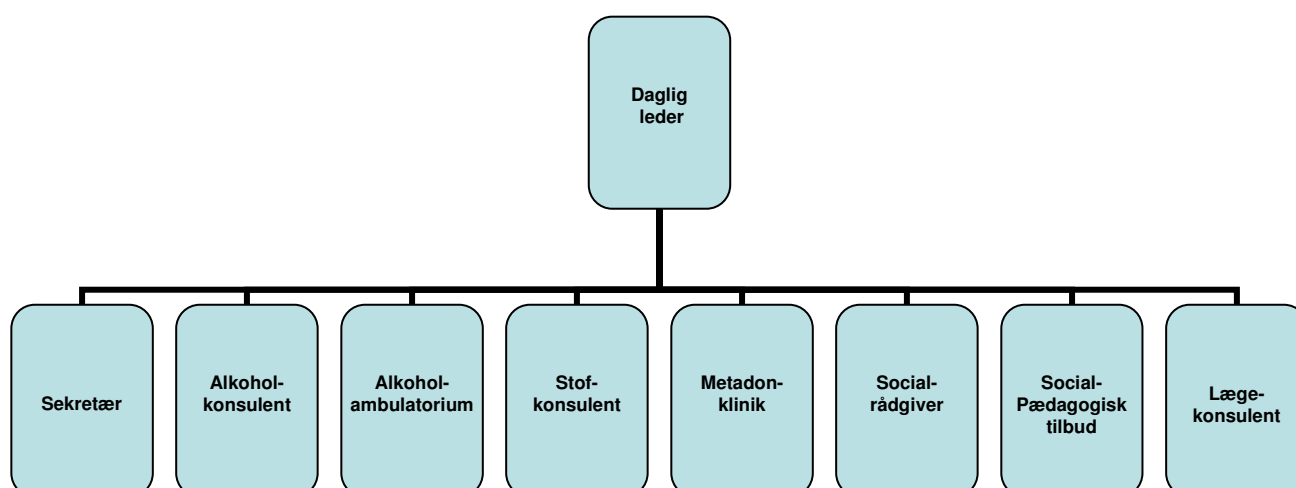 Daglig
leder
Sekretær
Alkohol-
konsulent
Alkohol-
ambulatorium
Stof-
konsulent
Metadon-
klinik
Social-
rådgiver
Social-
Pædagogisk
tilbud
Læge-
konsulent